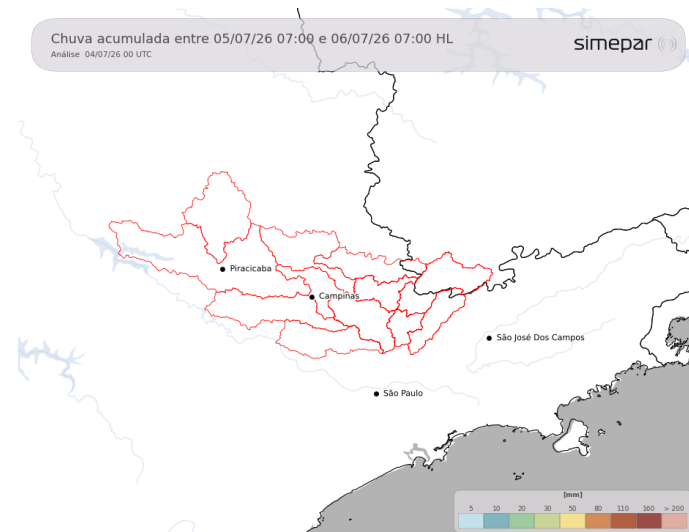 Chuva acumulada entre 05/07/26 07:00 e 06/07/26 07:00 HL
Análise 04/07/26 00 UTC
simepar
Piracicaba
Campinas
São José Dos Campos
São Paulo
[mm]
5 10 20 30 50 80 110 160 > 200